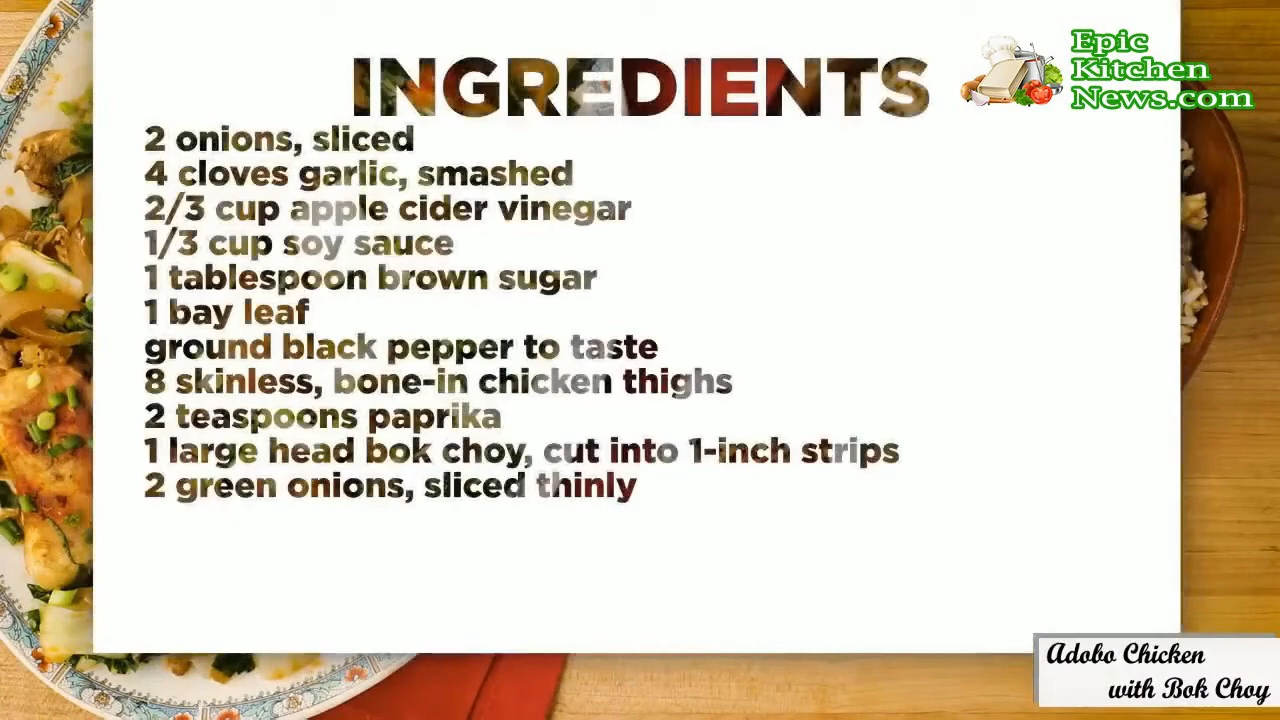 INGREDIENTS
2 onions, sliced
4 cloves garlic, smashed
2/3 cup apple cider vinegar
1/3 cup soy sauce
1 tablespoon brown sugar
1 bay leaf
ground black pepper to taste
8 skinless, bone-in chicken thighs
2 teaspoons paprika
1 large head bok choy, cut into 1-inch strips
2 green onions, sliced thinly
Epic
Kitchen
News.com
Adobo Chicken
with Bok Choy